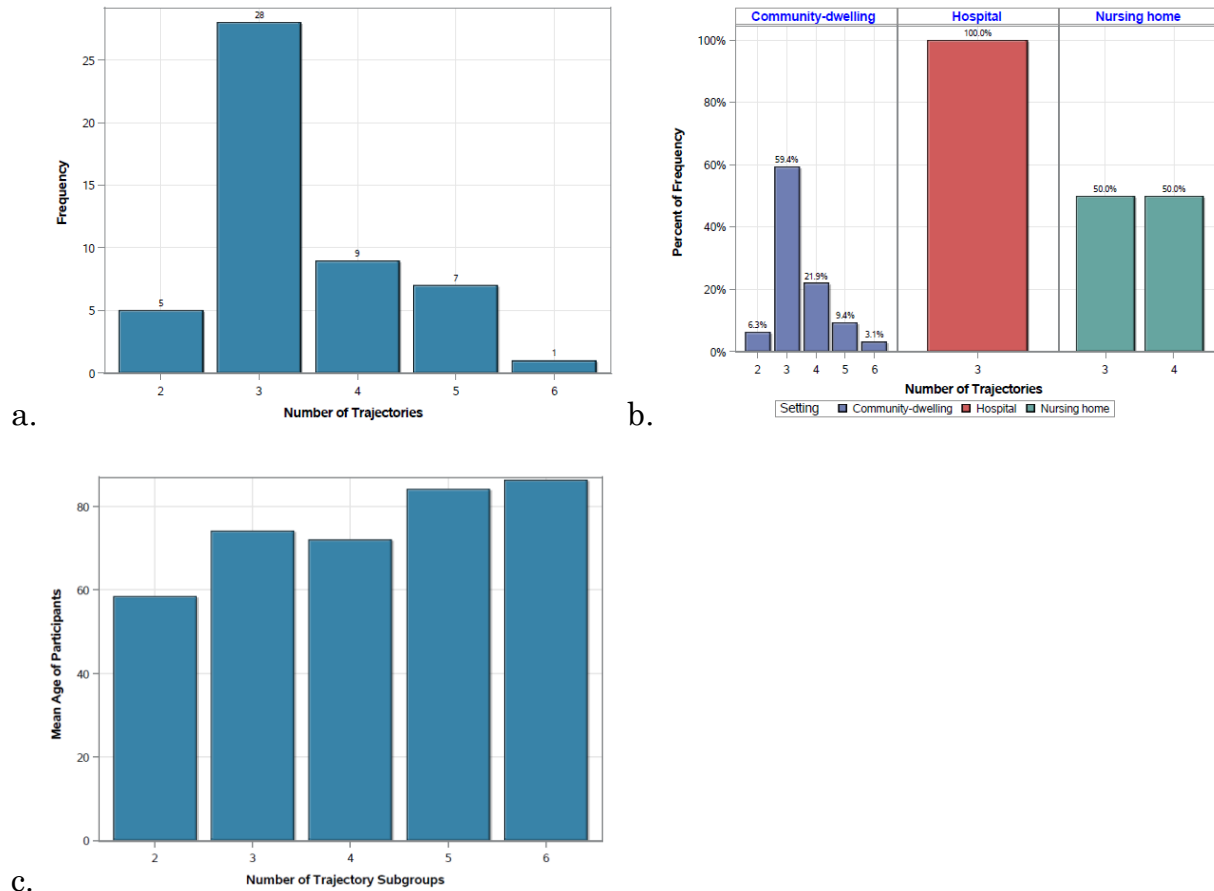 28
25
20
15
10
5
0
5
9
7
1
2 3 4 5 6
Frequency
Number of Trajectories
a.
Community-dwelling Hospital Nursing home
100%
80%
60%
40%
20%
0%
6.3%
59.4%
21.9%
9.4%
3.1%
100.0%
50.0% 50.0%
2 3 4 5 6 3 3 4
Percent of Frequency
Number of Trajectories
Setting Community-dwelling Hospital Nursing home
b.
80
60
40
20
0
2 3 4 5 6
Mean Age of Participants
Number of Trajectory Subgroups
c.